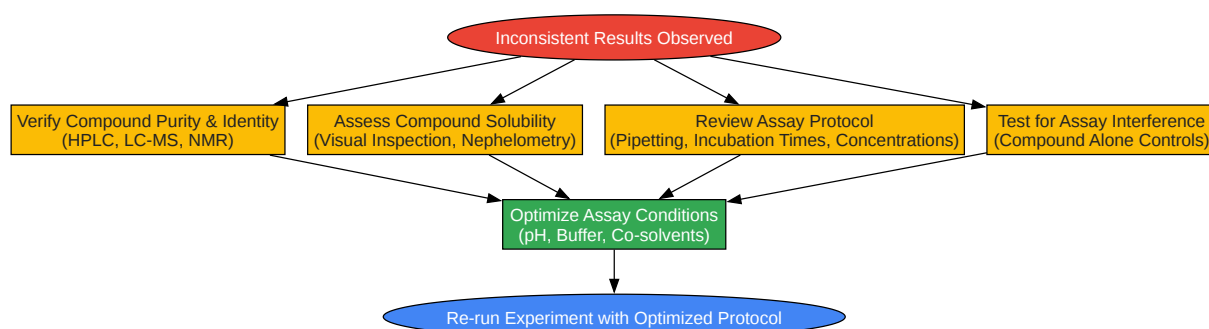 Inconsistent Results Observed
Verify Compound Purity & Identity
(HPLC, LC-MS, NMR)
Assess Compound Solubility
(Visual Inspection, Nephelometry)
Review Assay Protocol
(Pipetting, Incubation Times, Concentrations)
Test for Assay Interference
(Compound Alone Controls)
Optimize Assay Conditions
(pH, Buffer, Co-solvents)
Re-run Experiment with Optimized Protocol